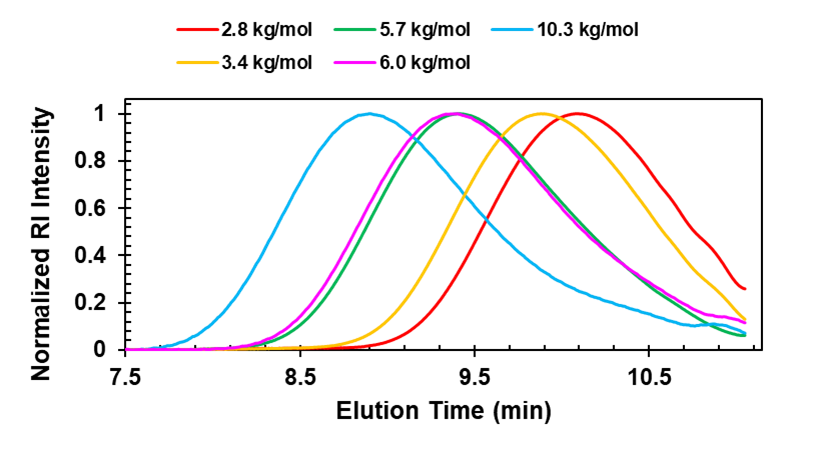 2.8 kg/mol 5.7 kg/mol 10.3 kg/mol
3.4 kg/mol 6.0 kg/mol
Normalized RI Intensity
1
0.8
0.6
0.4
0.2
0
7.5 8.5 9.5 10.5
Elution Time (min)